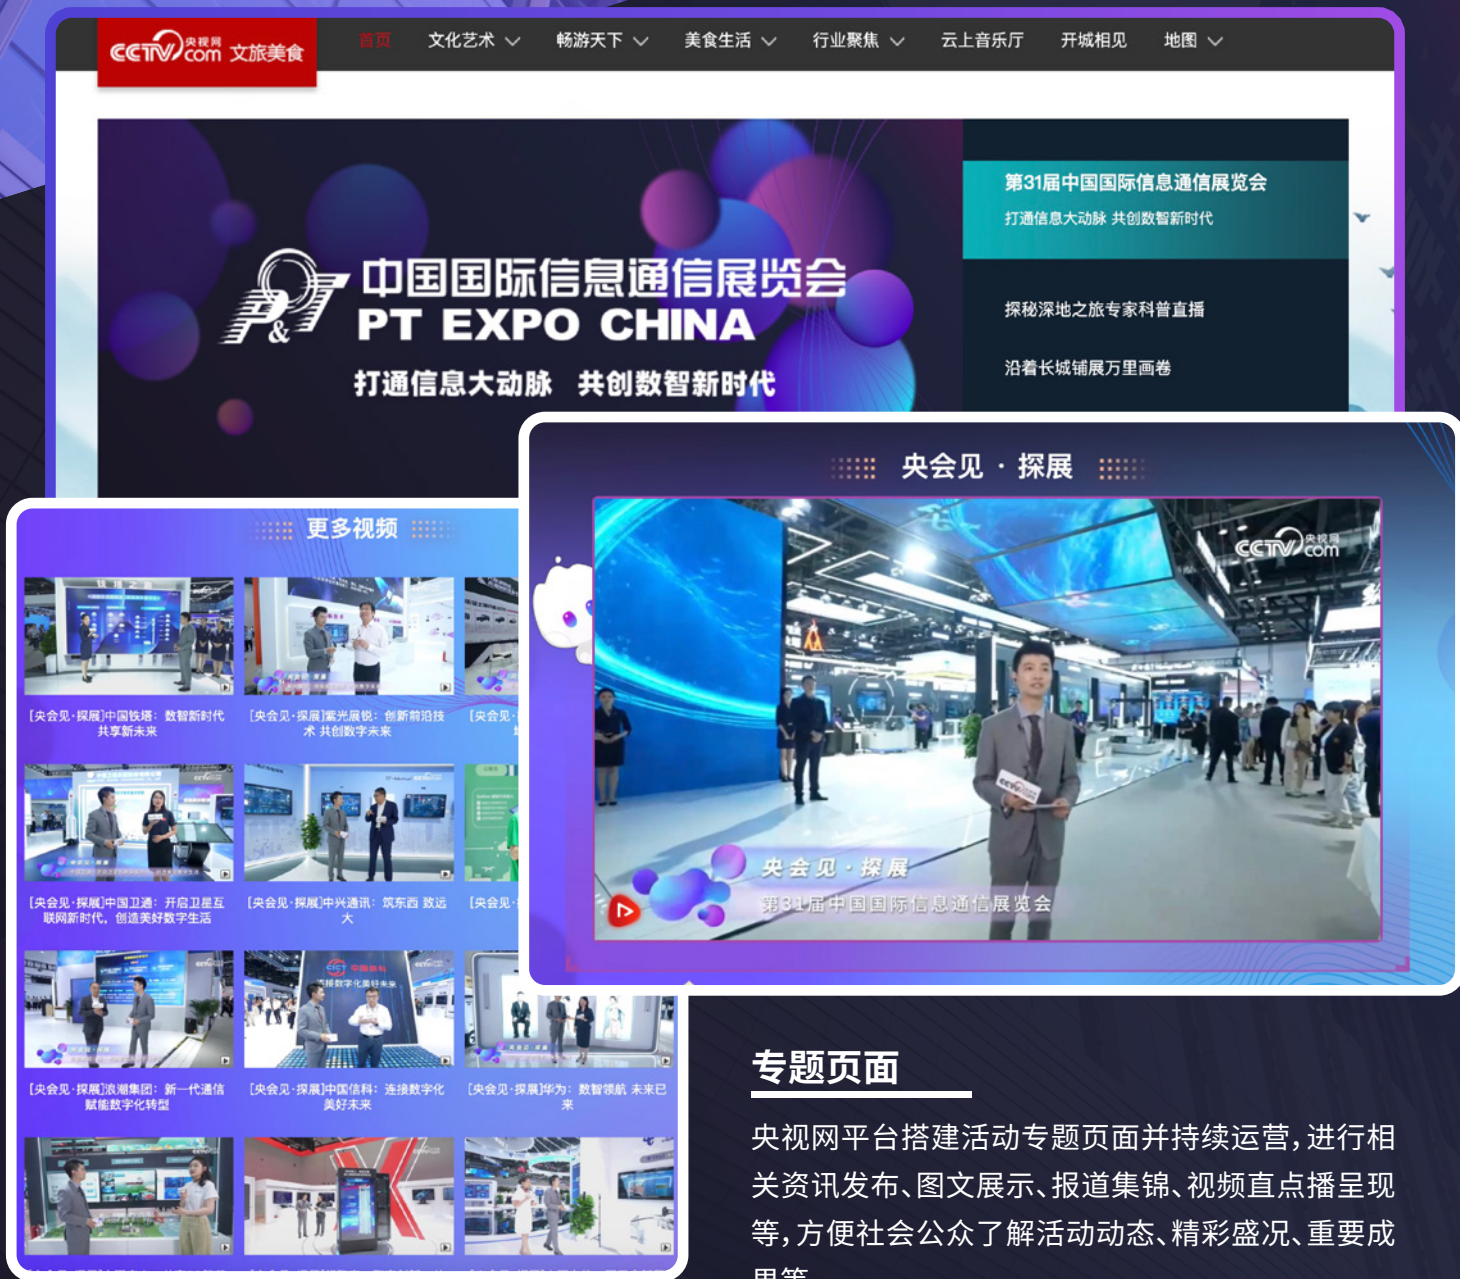 CCTV com 央视网 文旅美食
首页 文化艺术 畅游天下 美食生活 行业聚焦 云上音乐厅 开城相见 地图
P&T 中国国际信息通信展览会
PT EXPO CHINA
打通信息大动脉 共创数智新时代
第31届中国国际信息通信展览会
打通信息大动脉 共创数智新时代
探秘深地之旅专家科普直播
沿着长城铺展万里画卷
央会见·探展
CCTV com 央视网
央会见·探展
第31届中国国际信息通信展览会
更多视频
[央会见·探展]中国铁塔：数智新时代
共享新未来
[央会见·探展]紫光展锐：创新前沿技
术 共创数字未来
[央会见·
[央会见·探展]中国卫通：开启卫星互
联网新时代，创造美好数字生活
[央会见·探展]中兴通讯：筑东西 致远
大
[央会见·
[央会见·探展]浪潮集团：新一代通信
赋能数字化转型
[央会见·探展]中国信科：连接数字化
美好未来
[央会见·探展]华为：数智领航 未来已
来
专题页面
央视网平台搭建活动专题页面并持续运营，进行相
关资讯发布、图文展示、报道集锦、视频直点播呈现
等，方便社会公众了解活动动态、精彩盛况、重要成
果等